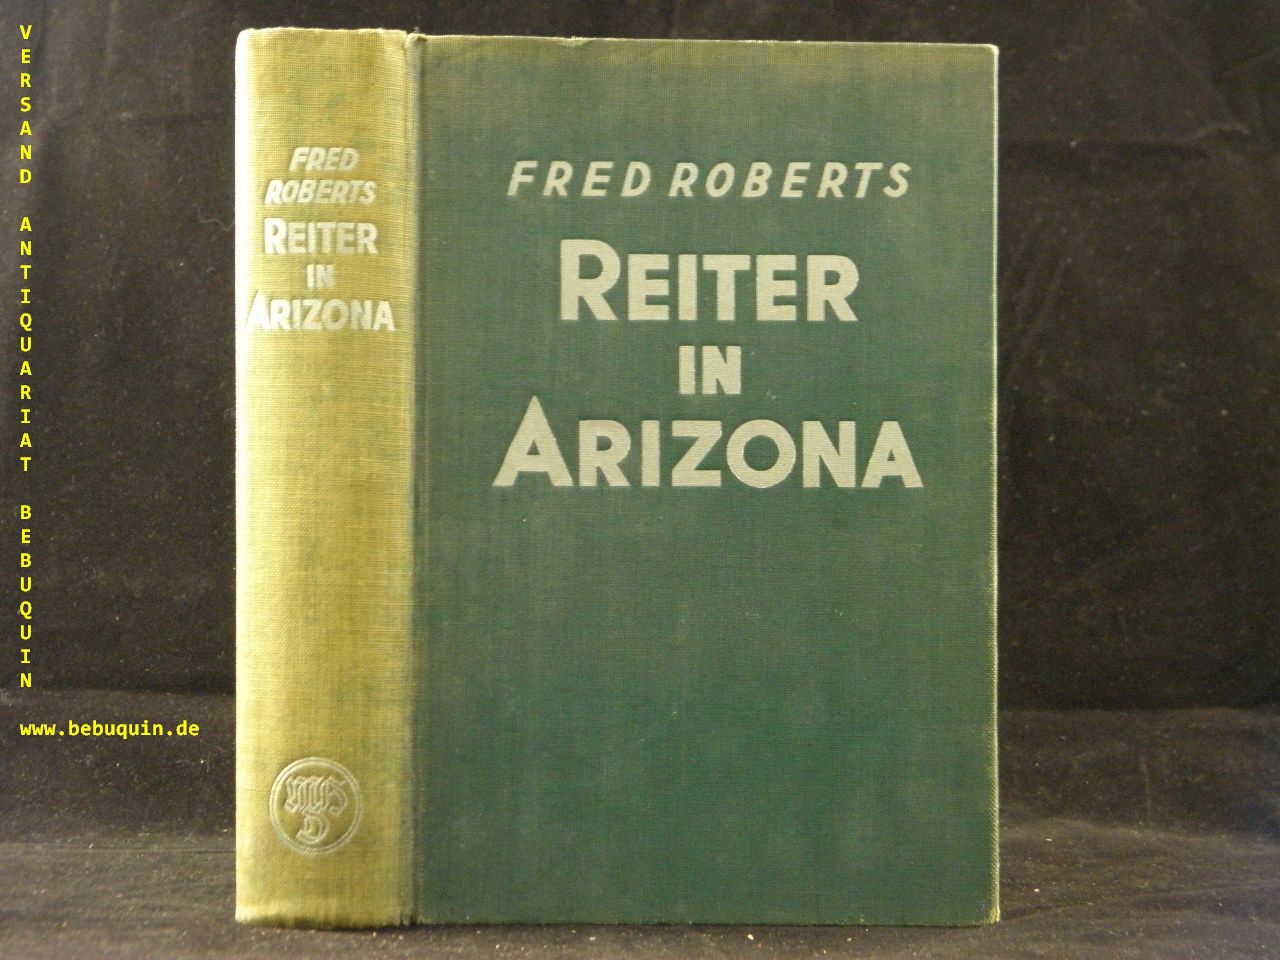 VERSAND ANTIQUARIAT BEBUQUIN
www.bebuquin.de
FRED
ROBERTS
REITER
IN
ARIZONA
FRED ROBERTS
REITER
IN
ARIZONA